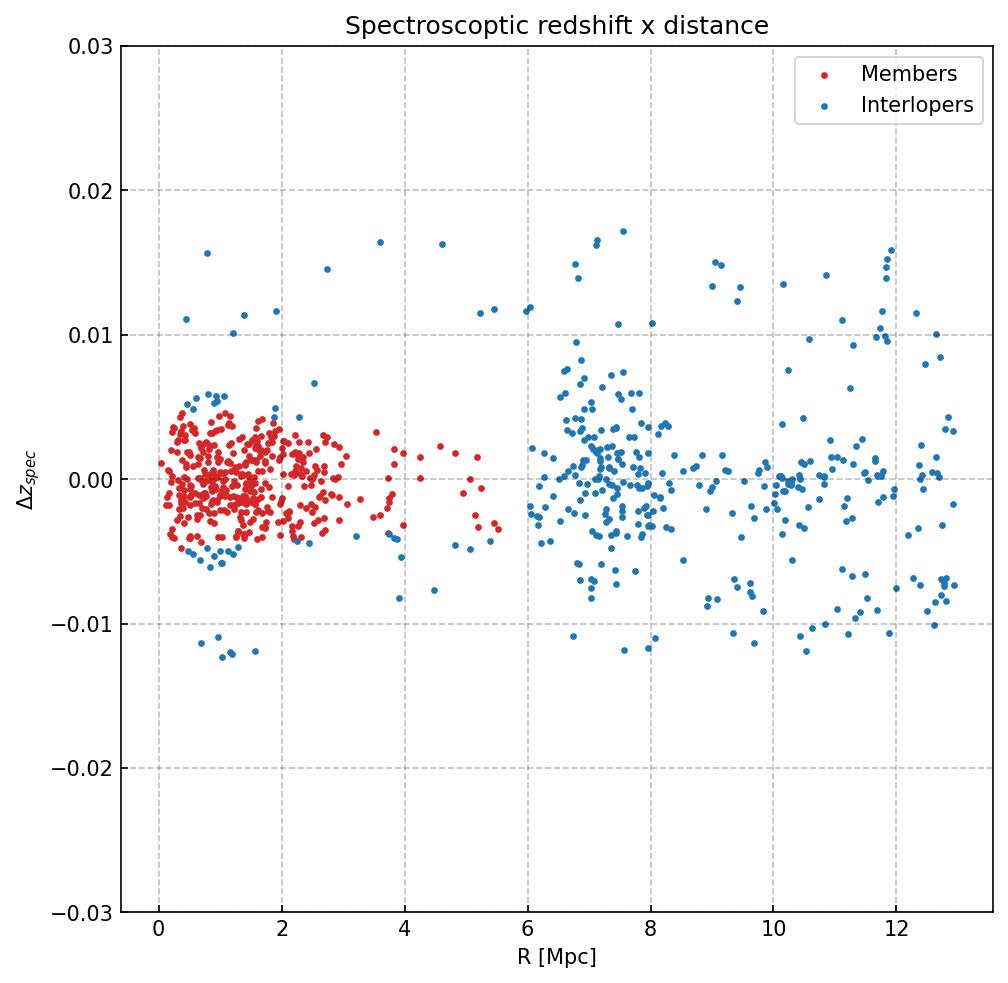 Spectroscoptic redshift x distance
Members
Interlopers
0.03
0.02
0.01
0.00
−0.01
−0.02
−0.03
Δz_spec
0
2
4
6
8
10
12
R [Mpc]